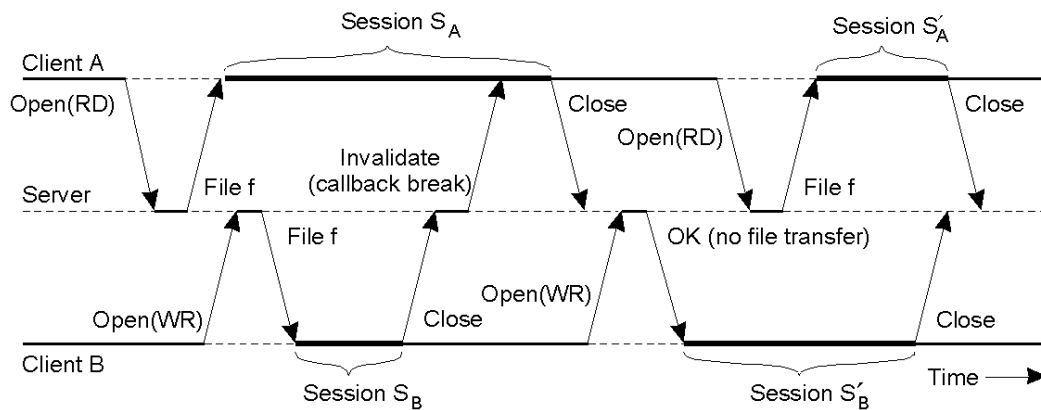 Session S_A
Session S′_A
Client A
Open(RD)
Close
Open(RD)
Close
Invalidate
(callback break)
Server
File f
File f
File f
OK (no file transfer)
Open(WR)
Close
Open(WR)
Close
Client B
Time
Session S_B
Session S′_B